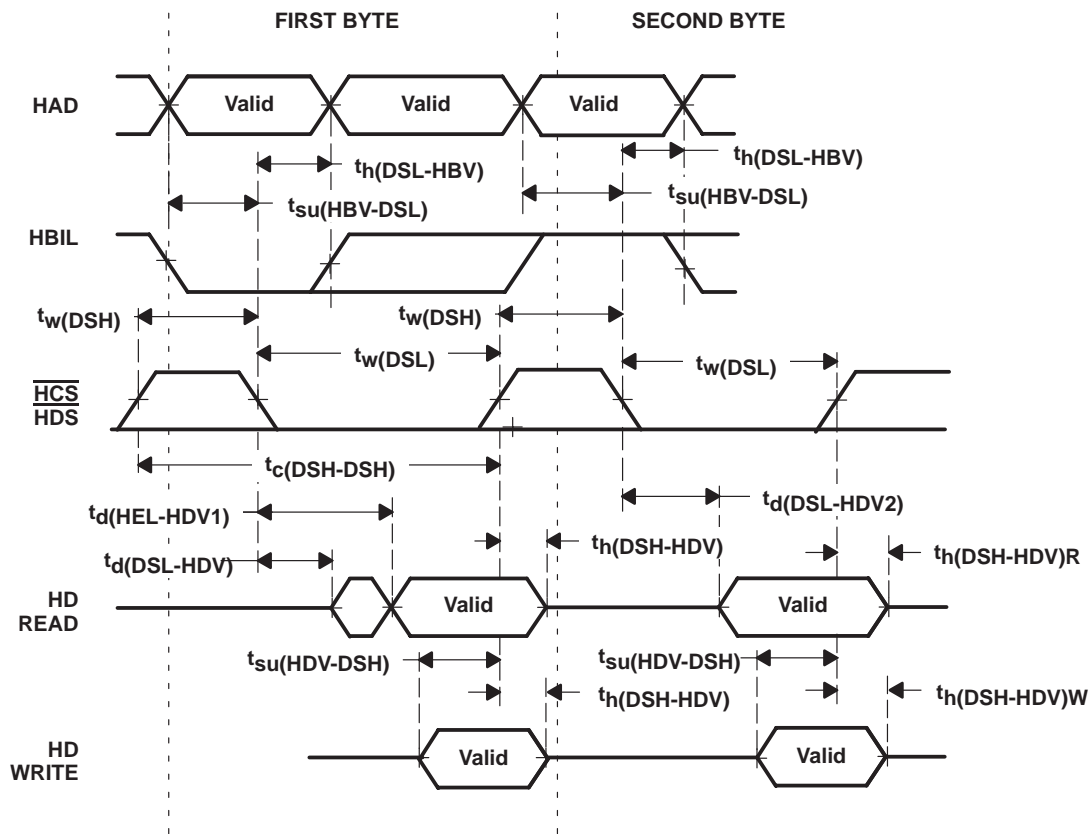 FIRST BYTE
SECOND BYTE
HAD
Valid
Valid
Valid
th(DSL-HBV)
th(DSL-HBV)
tsu(HBV-DSL)
tsu(HBV-DSL)
HBIL
tw(DSH)
tw(DSH)
tw(DSL)
tw(DSL)
HCS
HDS
tc(DSH-DSH)
td(HEL-HDV1)
td(DSL-HDV2)
th(DSH-HDV)
th(DSH-HDV)R
td(DSL-HDV)
HD
READ
Valid
Valid
tsu(HDV-DSH)
tsu(HDV-DSH)
th(DSH-HDV)
th(DSH-HDV)W
HD
WRITE
Valid
Valid